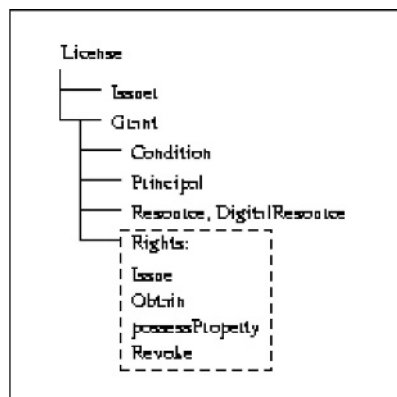 License
Issuer
Grant
Condition
Principal
Resource, DigitalResource
Rights:
Issue
Obtain
possessProperty
Revoke